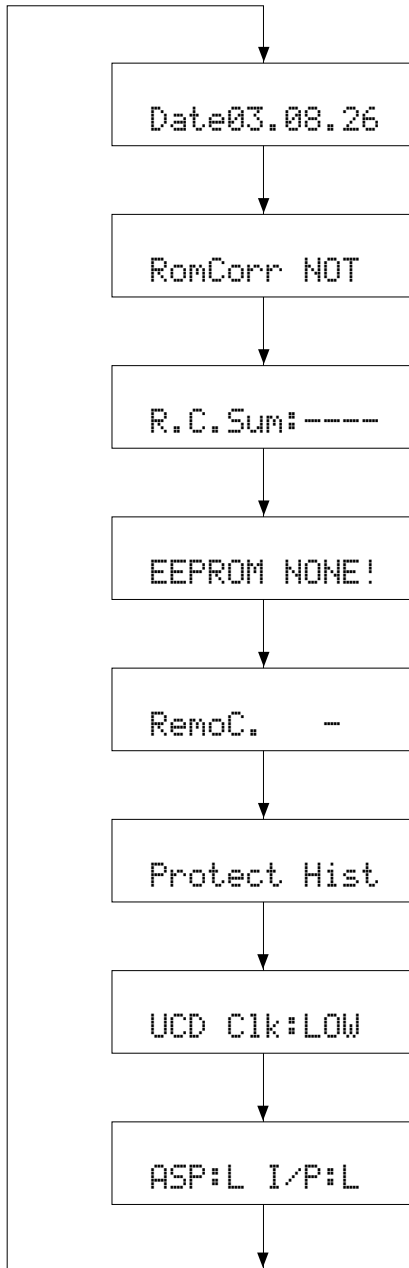 Date03.08.26
RomCorr NOT
R.C.Sum:----
EEPROM NONE!
RemoC.   -
Protect Hist
UCD Clk:LOW
ASP:L I/P:L